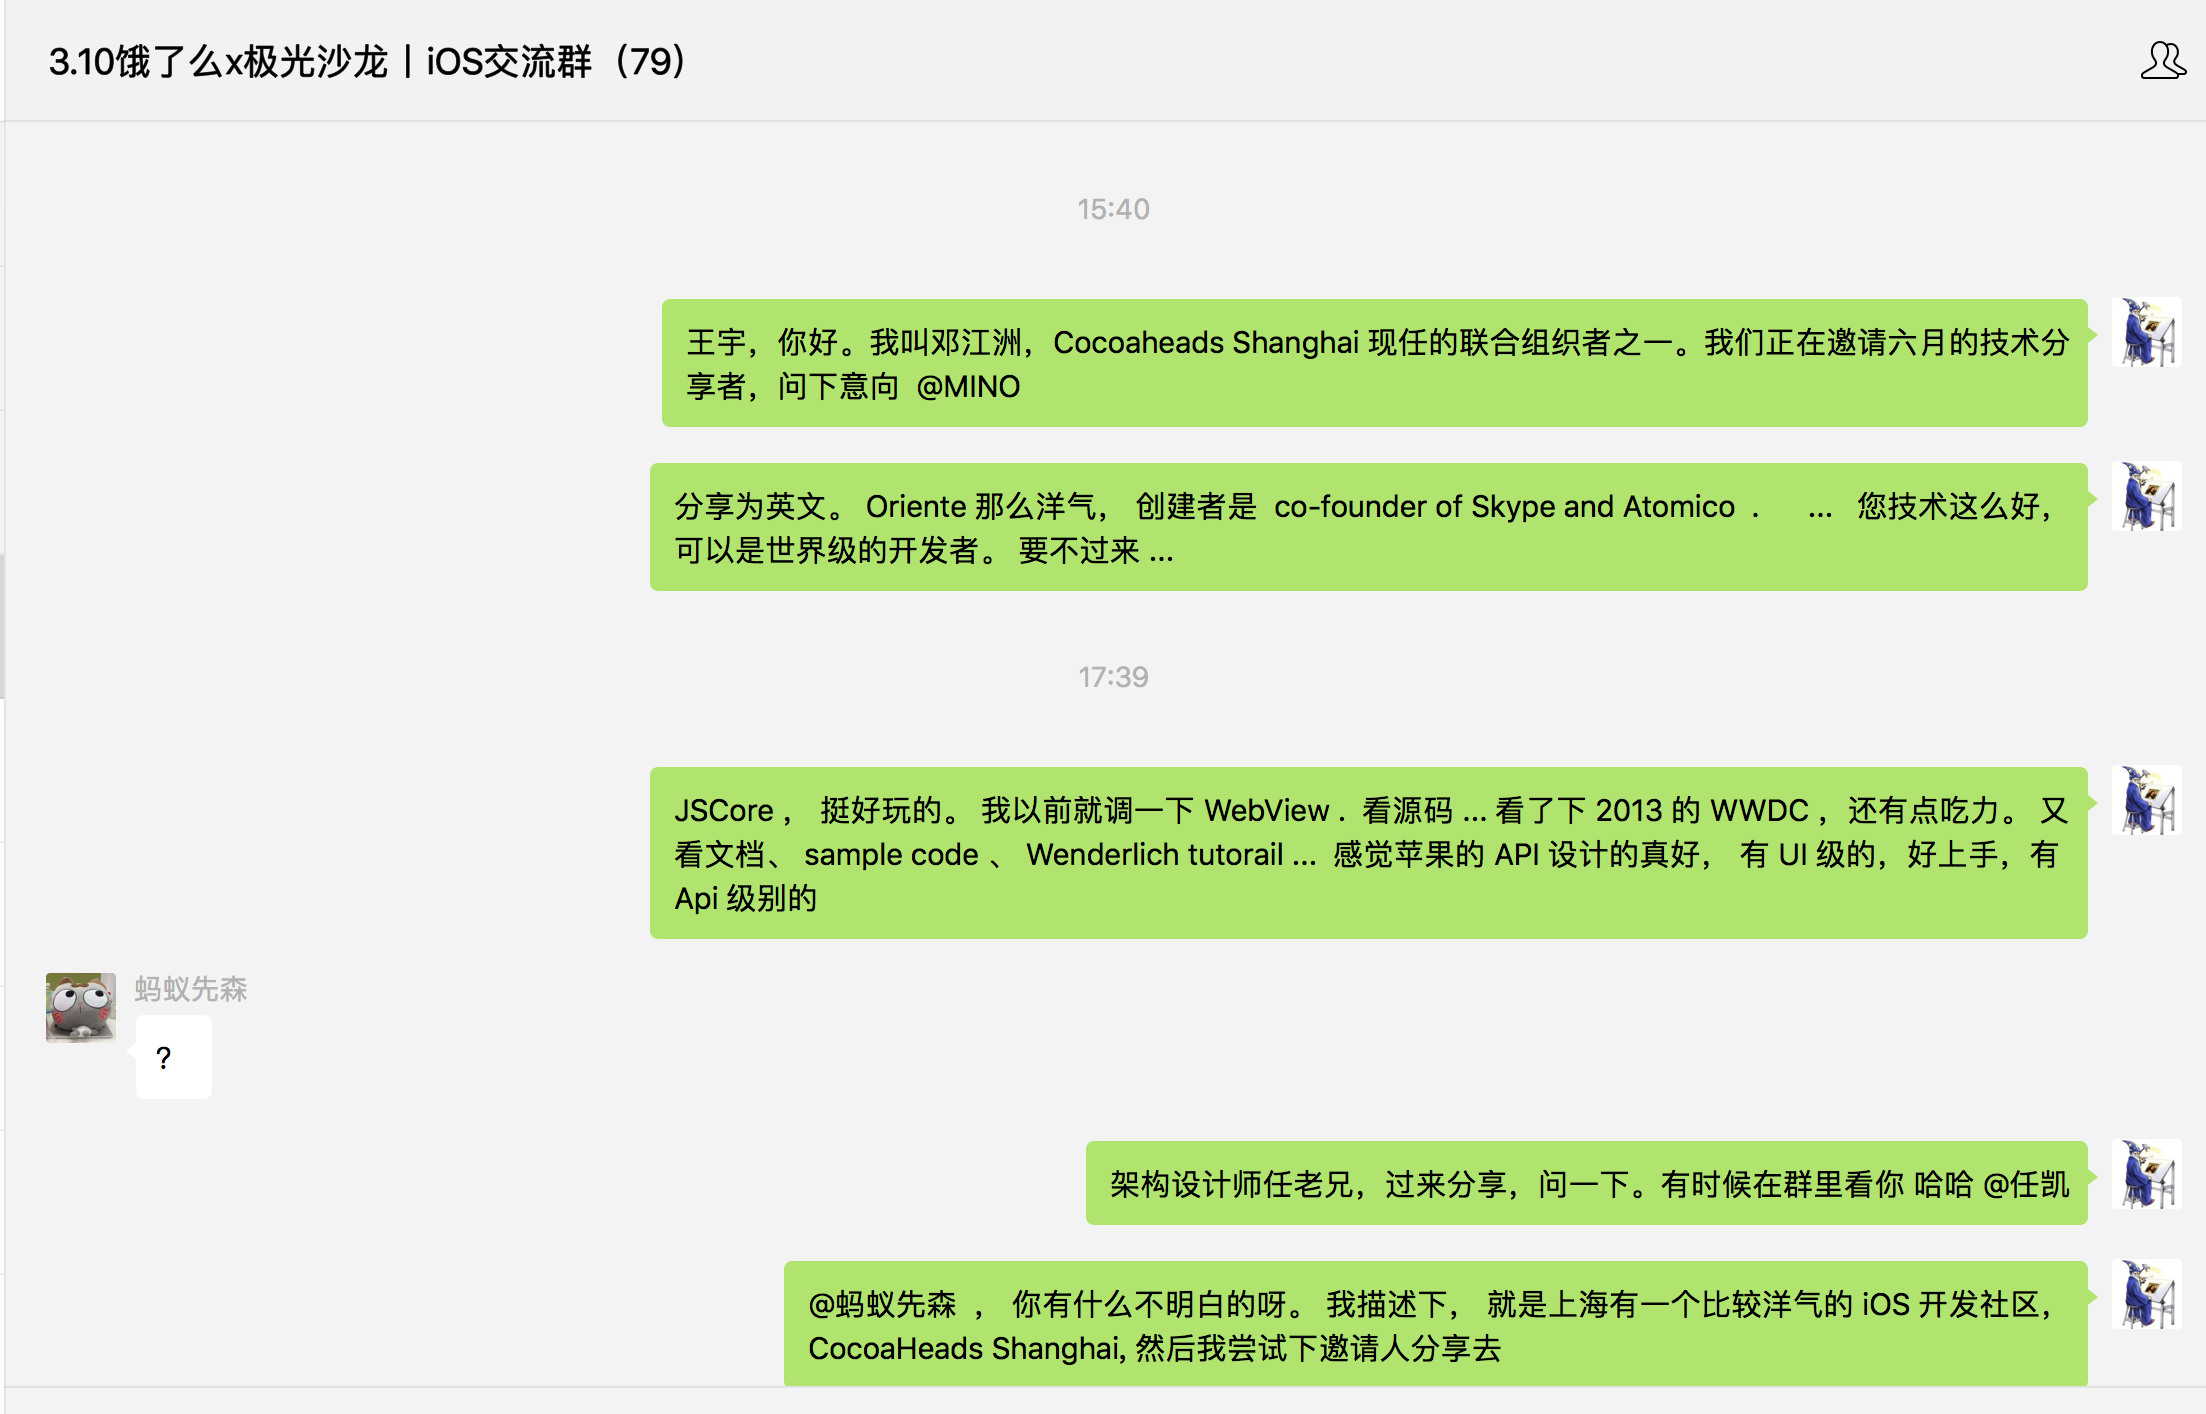 3.10饿了么x极光沙龙丨iOS交流群（79）
15:40
王宇，你好。我叫邓江洲，Cocoaheads Shanghai 现任的联合组织者之一。我们正在邀请六月的技术分
享者，问下意向  @MINO
分享为英文。 Oriente 那么洋气， 创建者是  co-founder of Skype and Atomico  .      ...   您技术这么好，
可以是世界级的开发者。 要不过来 ...
17:39
JSCore ， 挺好玩的。 我以前就调一下 WebView .  看源码 ... 看了下 2013 的 WWDC ，还有点吃力。 又
看文档、 sample code 、 Wenderlich tutorail ...  感觉苹果的 API 设计的真好， 有 UI 级的，好上手，有
Api 级别的
蚂蚁先森
?
架构设计师任老兄，过来分享，问一下。有时候在群里看你 哈哈 @任凯
@蚂蚁先森 ， 你有什么不明白的呀。 我描述下， 就是上海有一个比较洋气的 iOS 开发社区，
CocoaHeads Shanghai, 然后我尝试下邀请人分享去